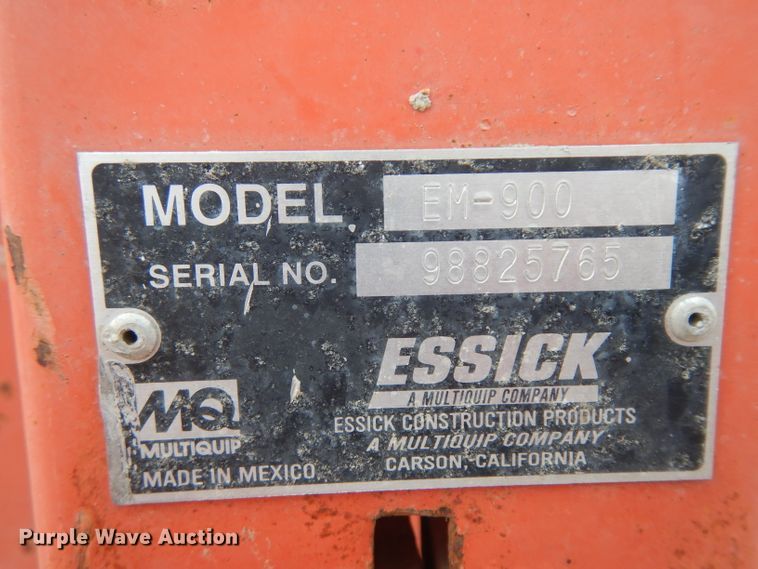 MODEL EM-900
SERIAL NO. 98825765
ESSICK
A MULTIQUIP COMPANY
MQ
MULTIQUIP
ESSICK CONSTRUCTION PRODUCTS
A MULTIQUIP COMPANY
CARSON, CALIFORNIA
MADE IN MEXICO
Purple Wave Auction